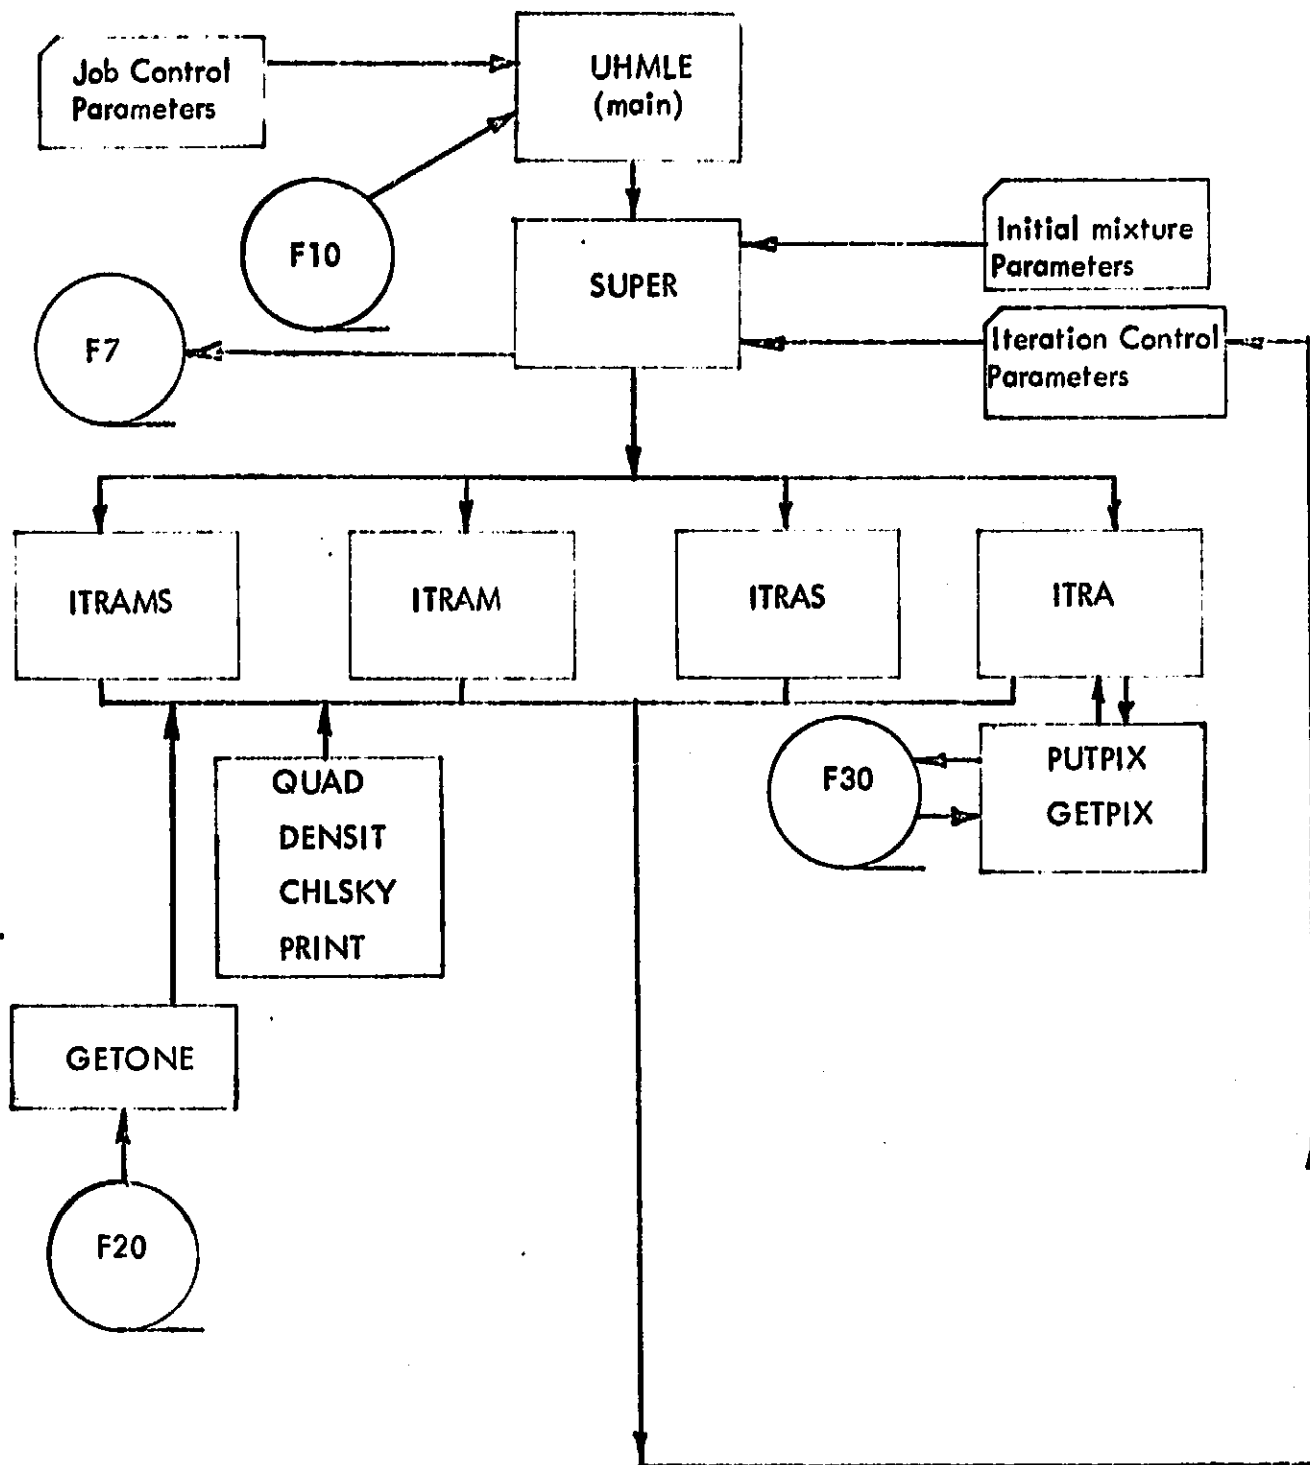 Job Control
Parameters
UHMLE
(main)
F10
Initial mixture
Parameters
SUPER
F7
Iteration Control
Parameters
ITRAMS
ITRAM
ITRAS
ITRA
QUAD
DENSIT
CHLSKY
PRINT
F30
PUTPIX
GETPIX
GETONE
F20